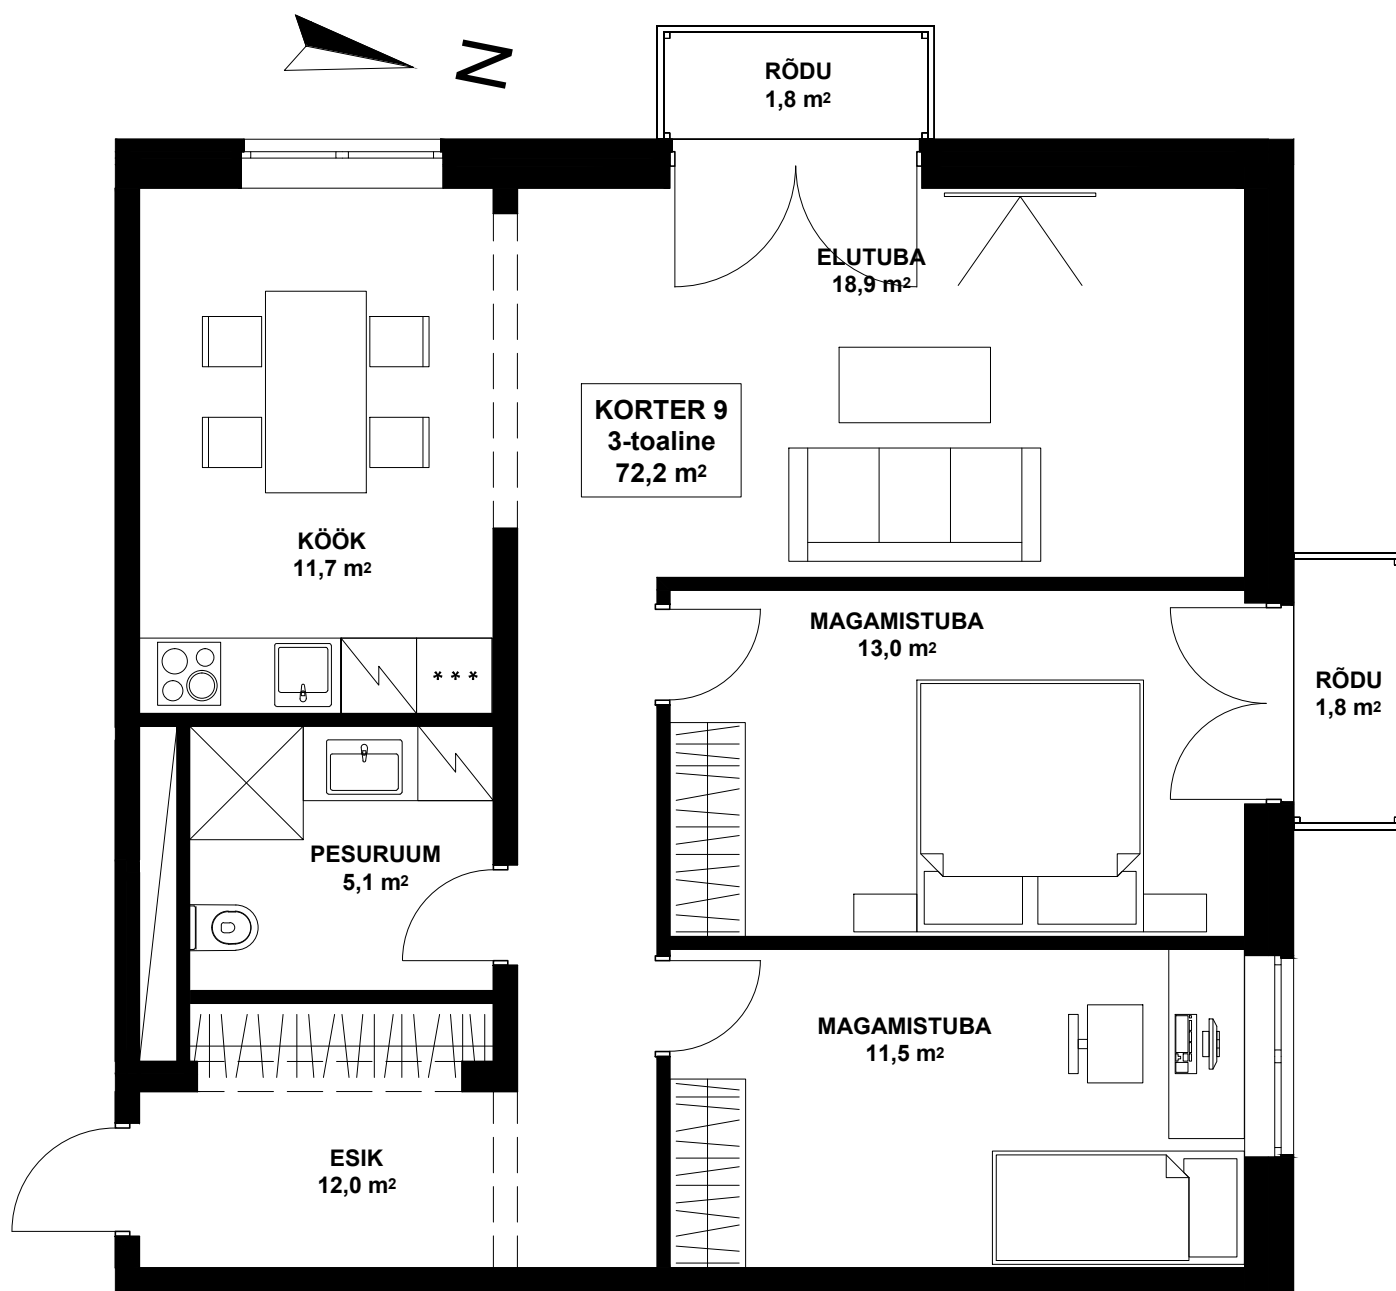 N
RÕDU
1,8 m²
ELUTUBA
18,9 m²
KORTER 9
3-toaline
72,2 m²
KÖÖK
11,7 m²
MAGAMISTUBA
13,0 m²
***
RÕDU
1,8 m²
PESURUUM
5,1 m²
MAGAMISTUBA
11,5 m²
ESIK
12,0 m²